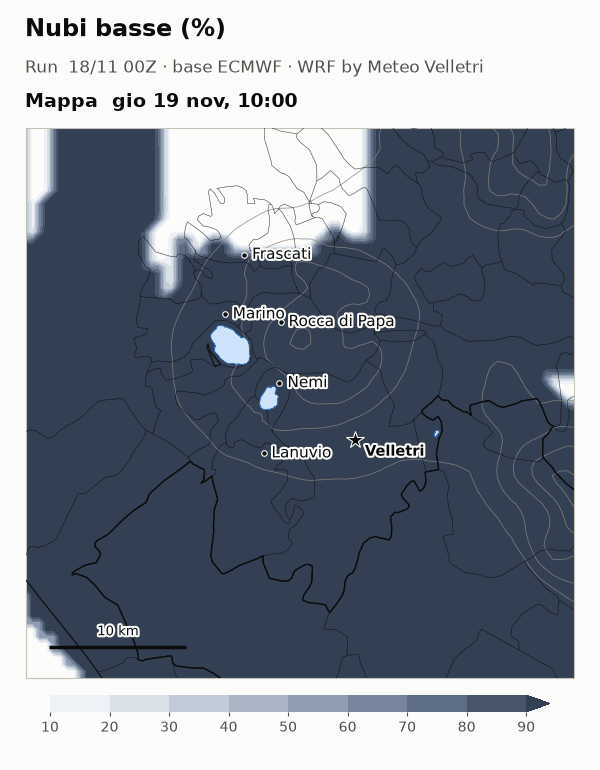 Nubi basse (%)
Run  18/11 00Z · base ECMWF · WRF by Meteo Velletri
Mappa  gio 19 nov, 10:00
Frascati
Marino
Rocca di Papa
Nemi
Velletri
Lanuvio
10 km
10 20 30 40 50 60 70 80 90